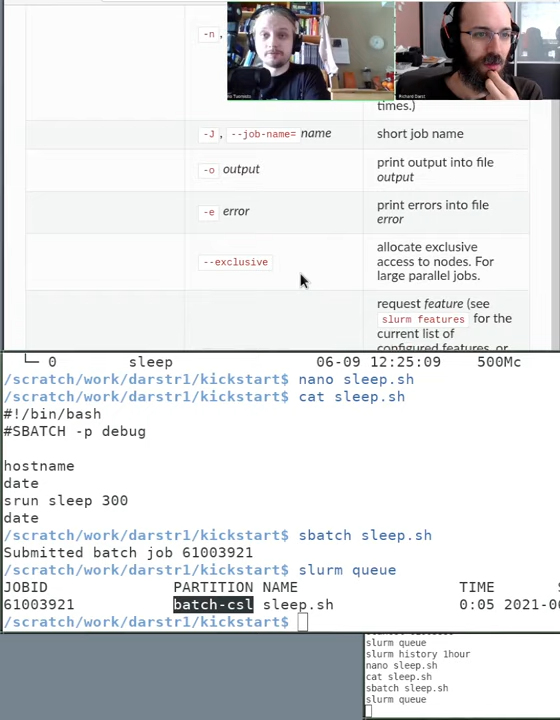 -n ,
no Tuomisto
Richard Darst
times.)
-J , --job-name= name short job name
-o output print output into file
output
-e error print errors into file
error
--exclusive allocate exclusive
access to nodes. For
large parallel jobs.
request feature (see
slurm features for the
current list of
configured features, or
└─ 0 sleep 06-09 12:25:09 500Mc
/scratch/work/darstr1/kickstart$ nano sleep.sh
/scratch/work/darstr1/kickstart$ cat sleep.sh
#!/bin/bash
#SBATCH -p debug
hostname
date
srun sleep 300
date
/scratch/work/darstr1/kickstart$ sbatch sleep.sh
Submitted batch job 61003921
/scratch/work/darstr1/kickstart$ slurm queue
JOBID PARTITION NAME TIME S
61003921 batch-csl sleep.sh 0:05 2021-06
/scratch/work/darstr1/kickstart$
slurm queue
slurm history 1hour
nano sleep.sh
cat sleep.sh
sbatch sleep.sh
slurm queue